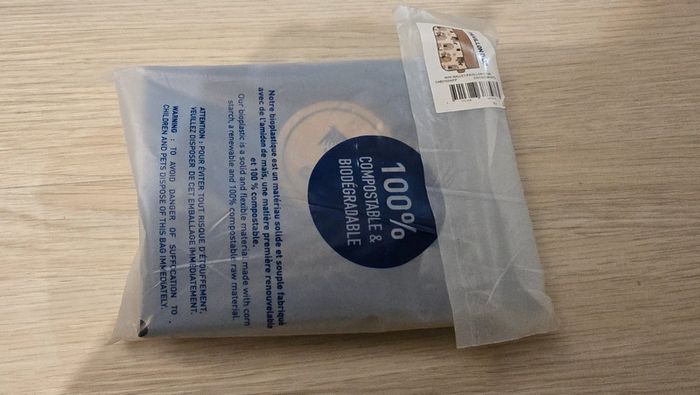 100%
COMPOSTABLE &
BIODÉGRADABLE
Notre bioplastique est un matériau solide et souple fabriqué
avec de l'amidon de maïs, une matière première renouvelable
et 100 % compostable.
Our bioplastic is a solid and flexible material made with corn
starch, a renewable and 100% compostable raw material.
ATTENTION : POUR ÉVITER TOUT RISQUE D'ÉTOUFFEMENT,
VEUILLEZ DISPOSER DE CET EMBALLAGE IMMÉDIATEMENT.
WARNING : TO AVOID DANGER OF SUFFOCATION TO
CHILDREN AND PETS DISPOSE OF THIS BAG IMMEDIATELY.